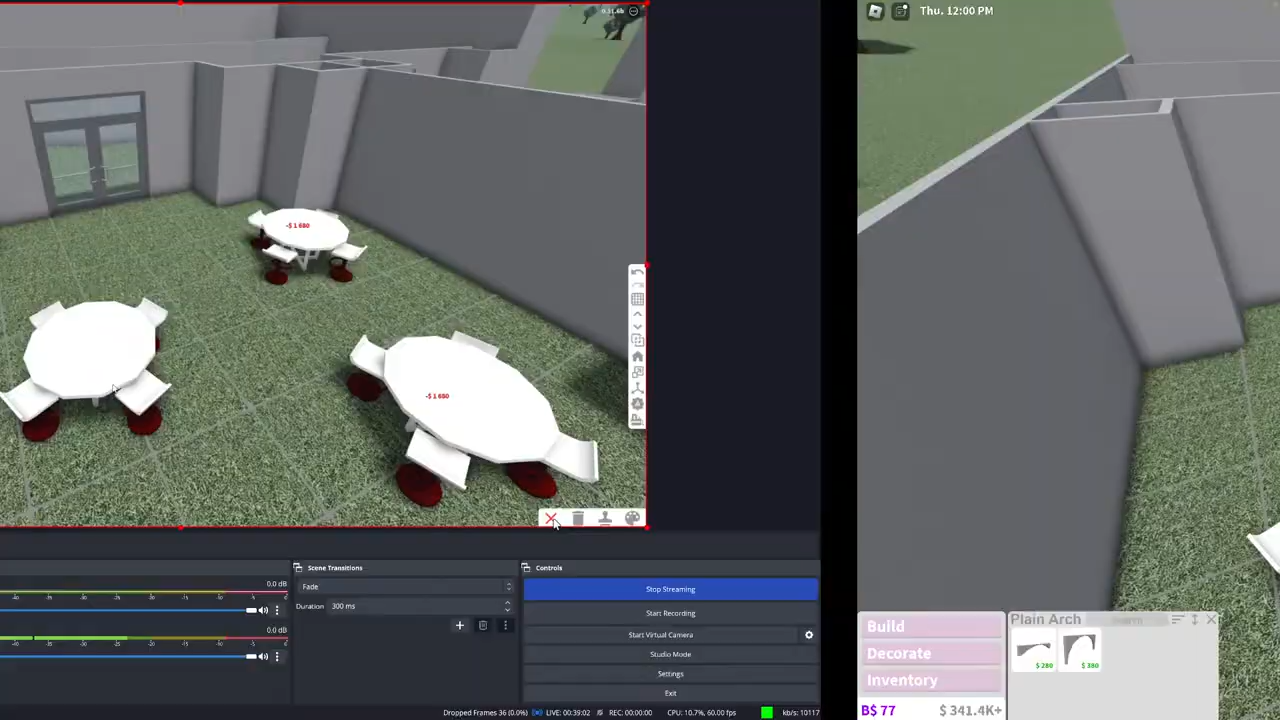 Thu. 12:00 PM
-$ 1 680
-$ 1 680
0.0 dB
0.0 dB
Scene Transitions
Fade
Duration 300 ms
Controls
Stop Streaming
Start Recording
Start Virtual Camera
Studio Mode
Settings
Exit
Dropped Frames 36 (0.0%) LIVE: 00:39:02 REC: 00:00:00 CPU: 10.7%, 60.00 fps kb/s: 10117
Build
Decorate
Inventory
B$ 77 $ 341.4K+
Plain Arch Search
$ 280 $ 380